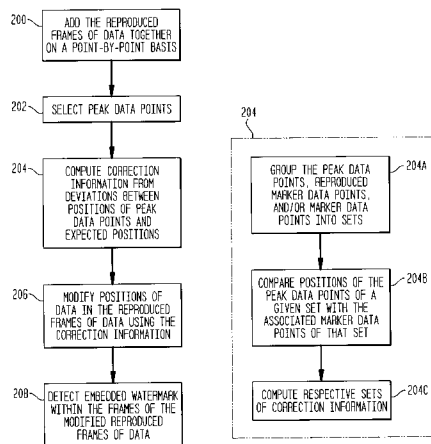 200
ADD THE REPRODUCED
FRAMES OF DATA TOGETHER
ON A POINT-BY-POINT BASIS
202
SELECT PEAK DATA POINTS
204
COMPUTE CORRECTION
INFORMATION FROM
DEVIATIONS BETWEEN
POSITIONS OF PEAK
DATA POINTS AND
EXPECTED POSITIONS
206
MODIFY POSITIONS OF
DATA IN THE REPRODUCED
FRAMES OF DATA USING THE
CORRECTION INFORMATION
208
DETECT EMBEDDED WATERMARK
WITHIN THE FRAMES OF THE
MODIFIED REPRODUCED
FRAMES OF DATA
204
GROUP THE PEAK DATA
POINTS, REPRODUCED
MARKER DATA POINTS,
AND/OR MARKER DATA
POINTS INTO SETS
204A
COMPARE POSITIONS OF THE
PEAK DATA POINTS OF A
GIVEN SET WITH THE
ASSOCIATED MARKER DATA
POINTS OF THAT SET
204B
COMPUTE RESPECTIVE SETS
OF CORRECTION INFORMATION
204C